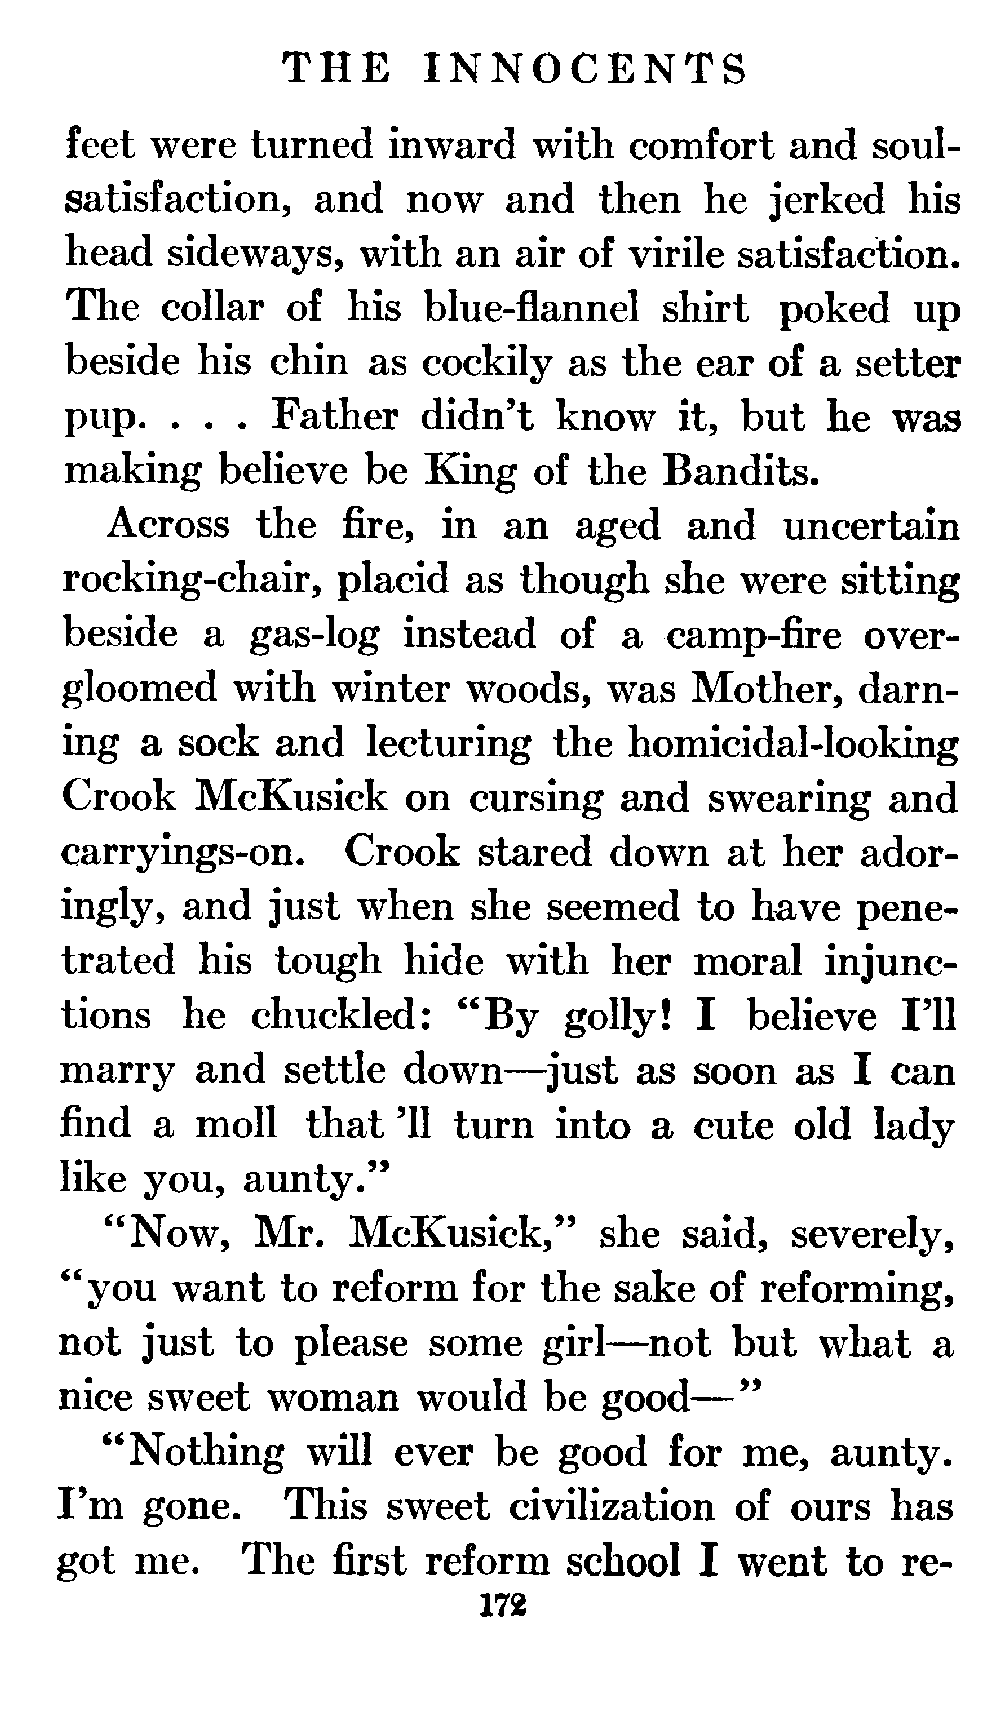 THE INNOCENTS
feet were turned inward with comfort and soul-
satisfaction, and now and then he jerked his
head sideways, with an air of virile satisfaction.
The collar of his blue-flannel shirt poked up
beside his chin as cockily as the ear of a setter
pup. . . . Father didn't know it, but he was
making believe be King of the Bandits.
Across the fire, in an aged and uncertain
rocking-chair, placid as though she were sitting
beside a gas-log instead of a camp-fire over-
gloomed with winter woods, was Mother, darn-
ing a sock and lecturing the homicidal-looking
Crook McKusick on cursing and swearing and
carryings-on. Crook stared down at her ador-
ingly, and just when she seemed to have pene-
trated his tough hide with her moral injunc-
tions he chuckled: “By golly! I believe I'll
marry and settle down—just as soon as I can
find a moll that 'll turn into a cute old lady
like you, aunty.”
“Now, Mr. McKusick,” she said, severely,
“you want to reform for the sake of reforming,
not just to please some girl—not but what a
nice sweet woman would be good—”
“Nothing will ever be good for me, aunty.
I'm gone. This sweet civilization of ours has
got me. The first reform school I went to re-
172